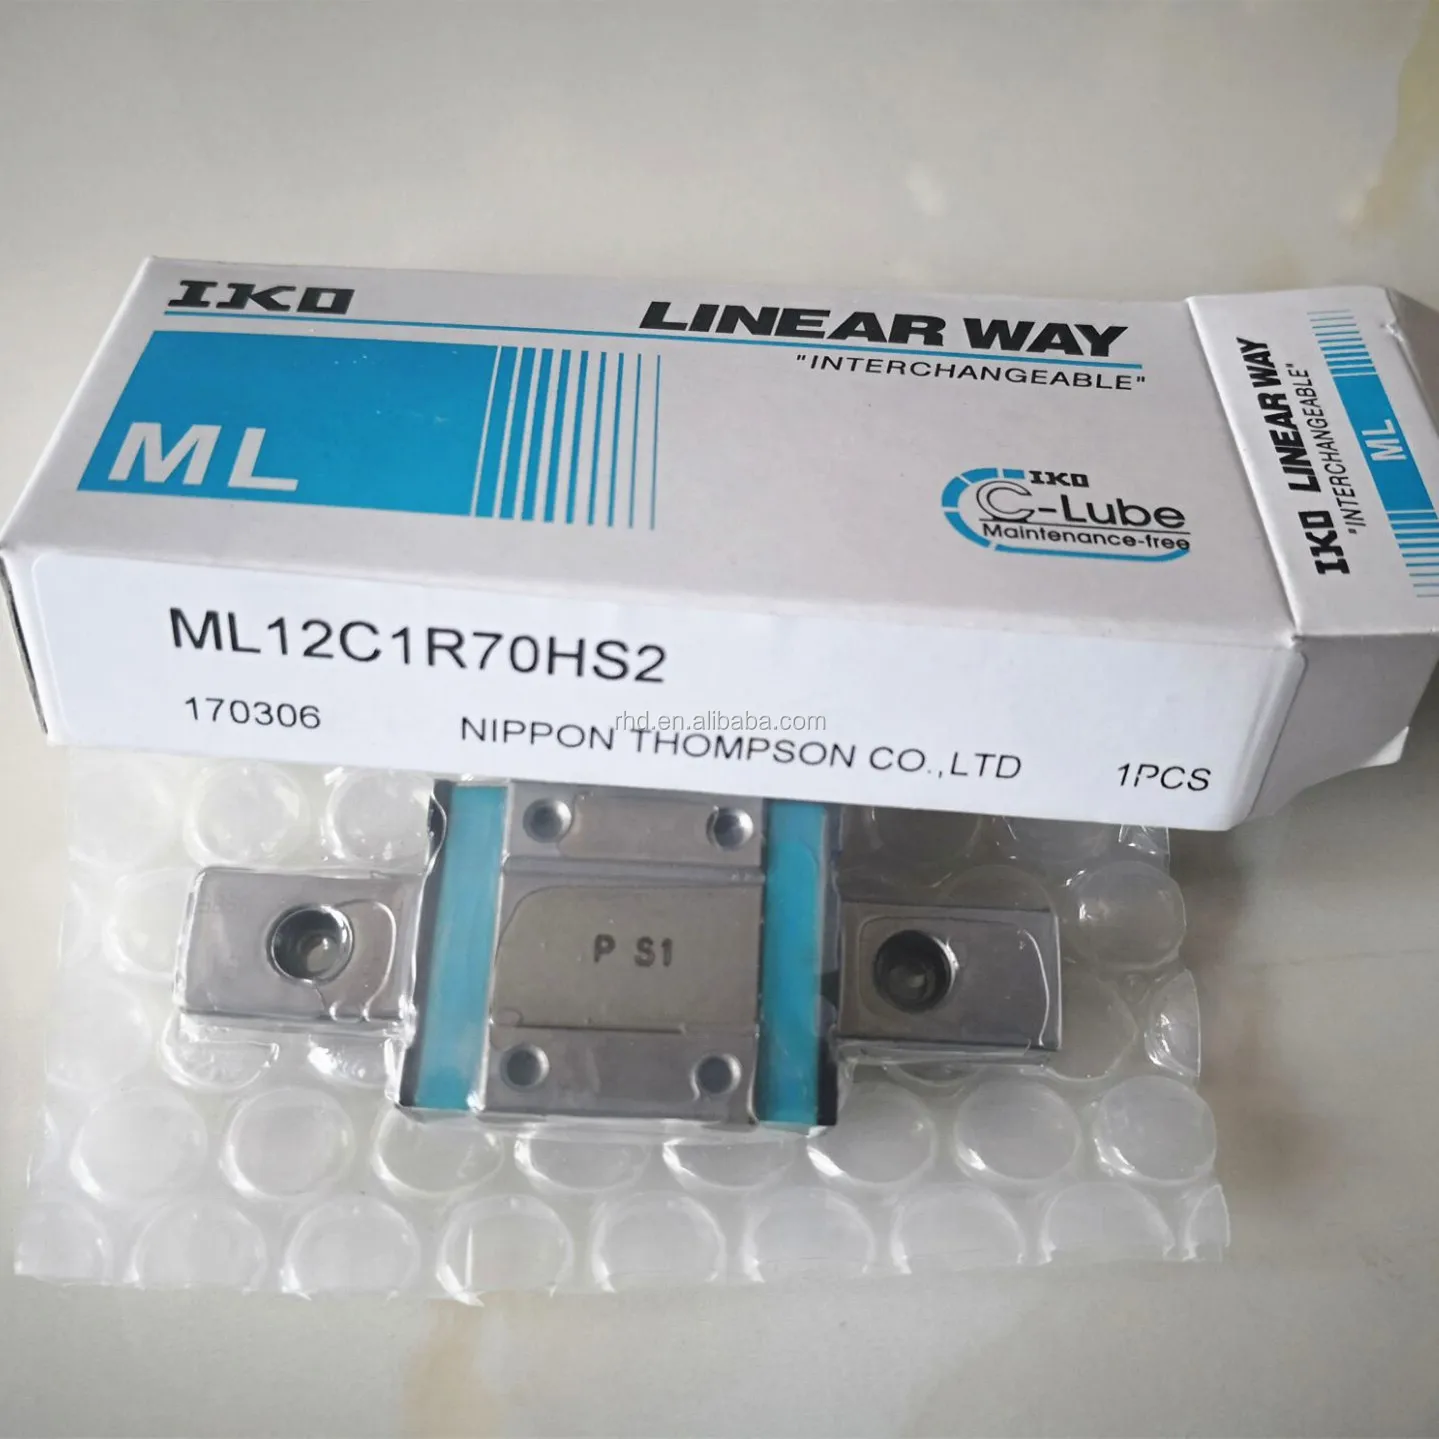 IKO
LINEAR WAY
"INTERCHANGEABLE"
ML
IKO
C-Lube
Maintenance-free
IKO LINEAR WAY
"INTERCHANGEABLE"
ML
ML12C1R70HS2
170306
NIPPON THOMPSON CO.,LTD
1PCS
rhd.en.alibaba.com
P S1